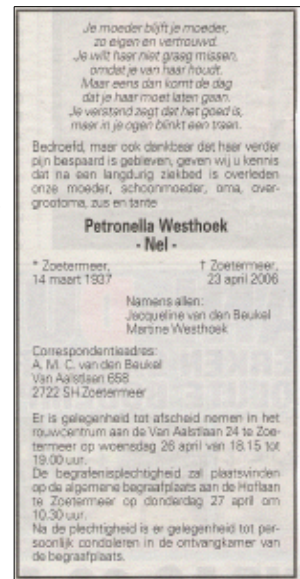 Je moeder blijft je moeder,
zo eigen en vertrouwd.
Je wilt haar niet graag missen,
omdat je van haar houdt.
Maar eens dan komt de dag
dat je haar moet laten gaan.
Je verstand zegt dat het goed is,
maar in je ogen blinkt een traan.
Bedroefd, maar ook dankbaar dat haar verder
pijn bespaard is gebleven, geven wij u kennis
dat na een langdurig ziekbed is overleden
onze moeder, schoonmoeder, oma, over-
grootoma, zus en tante
Petronella Westhoek
- Nel -
* Zoetermeer, † Zoetermeer,
14 maart 1937 23 april 2006
Namens allen:
Jacqueline van den Beukel
Martine Westhoek
Correspondentieadres:
A. M. C. van den Beukel
Van Aalstlaan 658
2722 SH Zoetermeer
Er is gelegenheid tot afscheid nemen in het
rouwcentrum aan de Van Aalstlaan 24 te Zoe-
termeer op woensdag 26 april van 18.15 tot
19.00 uur.
De begrafenisplechtigheid zal plaatsvinden
op de algemene begraafplaats aan de Hoflaan
te Zoetermeer op donderdag 27 april om
10.30 uur.
Na de plechtigheid is er gelegenheid tot per-
soonlijk condoleren in de ontvangkamer van
de begraafplaats.